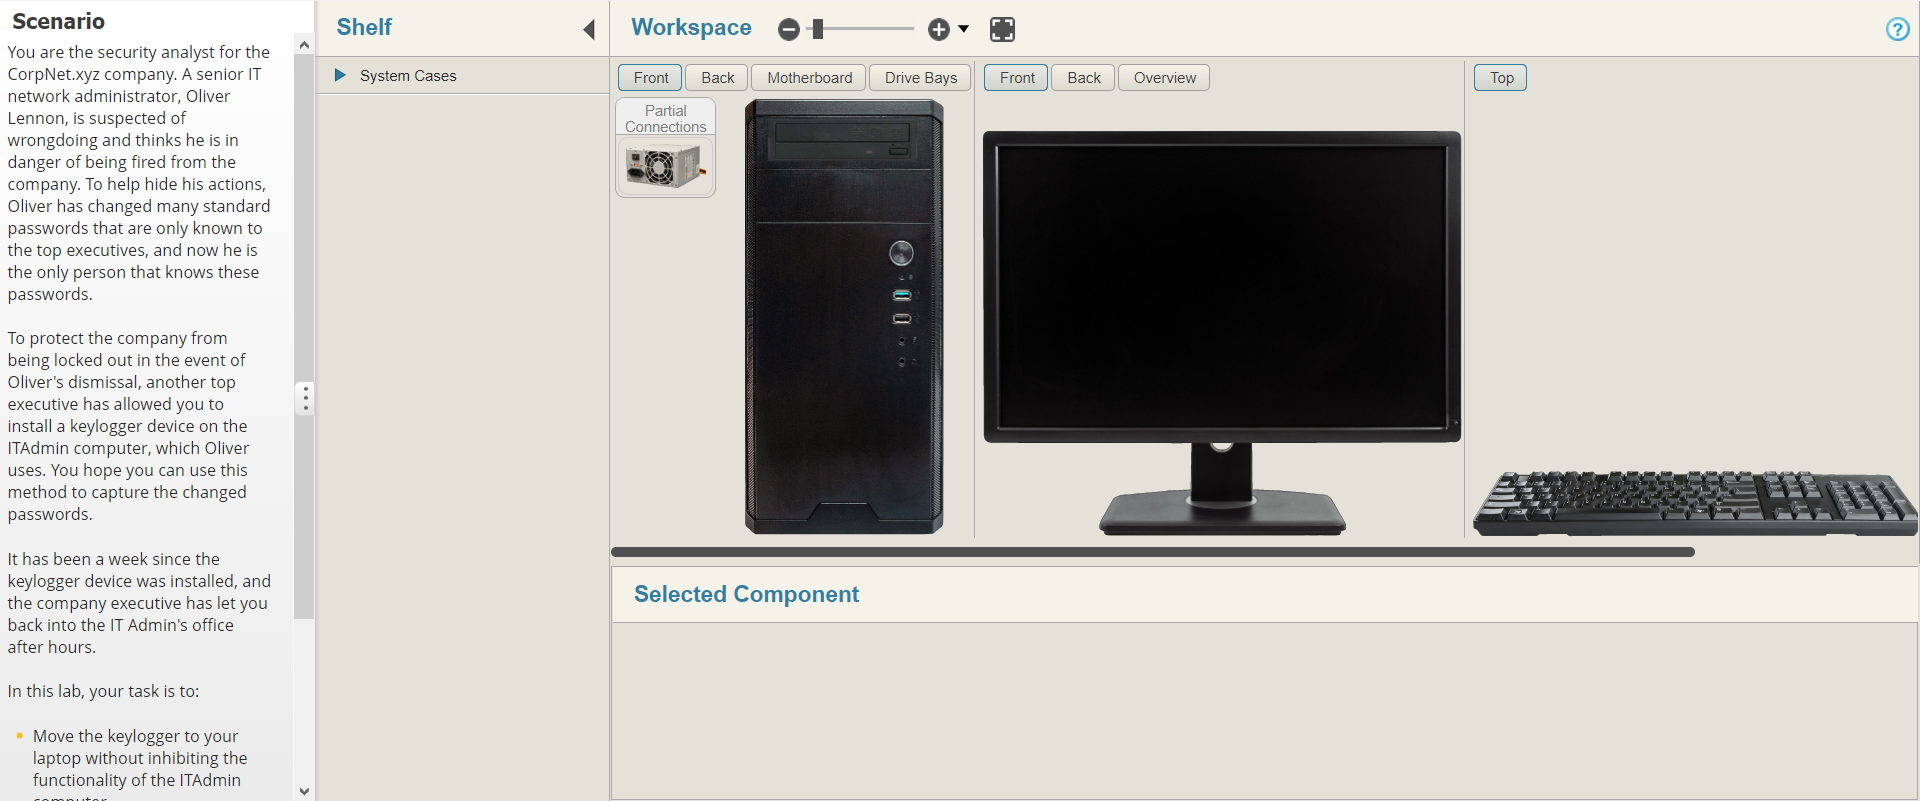 Scenario
You are the security analyst for the
CorpNet.xyz company. A senior IT
network administrator, Oliver
Lennon, is suspected of
wrongdoing and thinks he is in
danger of being fired from the
company. To help hide his actions,
Oliver has changed many standard
passwords that are only known to
the top executives, and now he is
the only person that knows these
passwords.
To protect the company from
being locked out in the event of
Oliver's dismissal, another top
executive has allowed you to
install a keylogger device on the
ITAdmin computer, which Oliver
uses. You hope you can use this
method to capture the changed
passwords.
It has been a week since the
keylogger device was installed, and
the company executive has let you
back into the IT Admin's office
after hours.
In this lab, your task is to:
Move the keylogger to your
laptop without inhibiting the
functionality of the ITAdmin
computer
Shelf
System Cases
Workspace
?
Front Back Motherboard Drive Bays
Partial
Connections
Front Back Overview
Top
Selected Component